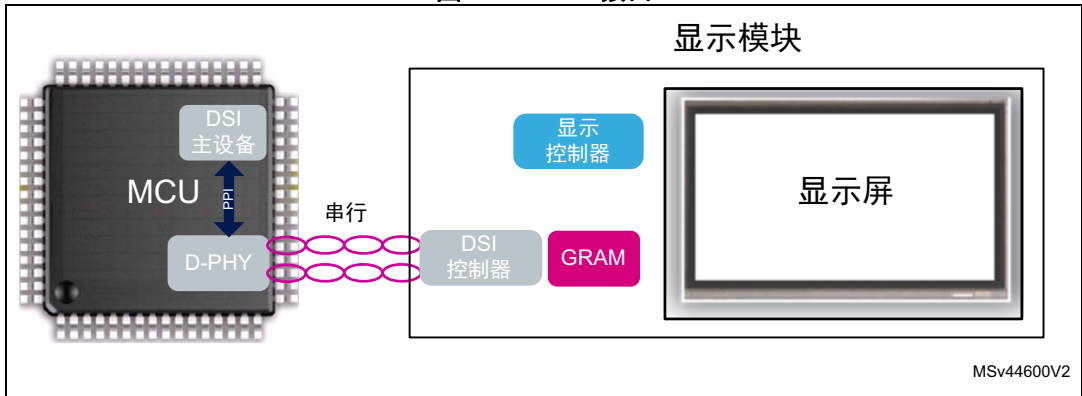 显示模块
DSI
主设备
MCU
PPI
D-PHY
串行
显示
控制器
DSI
控制器
GRAM
显示屏
MSv44600V2